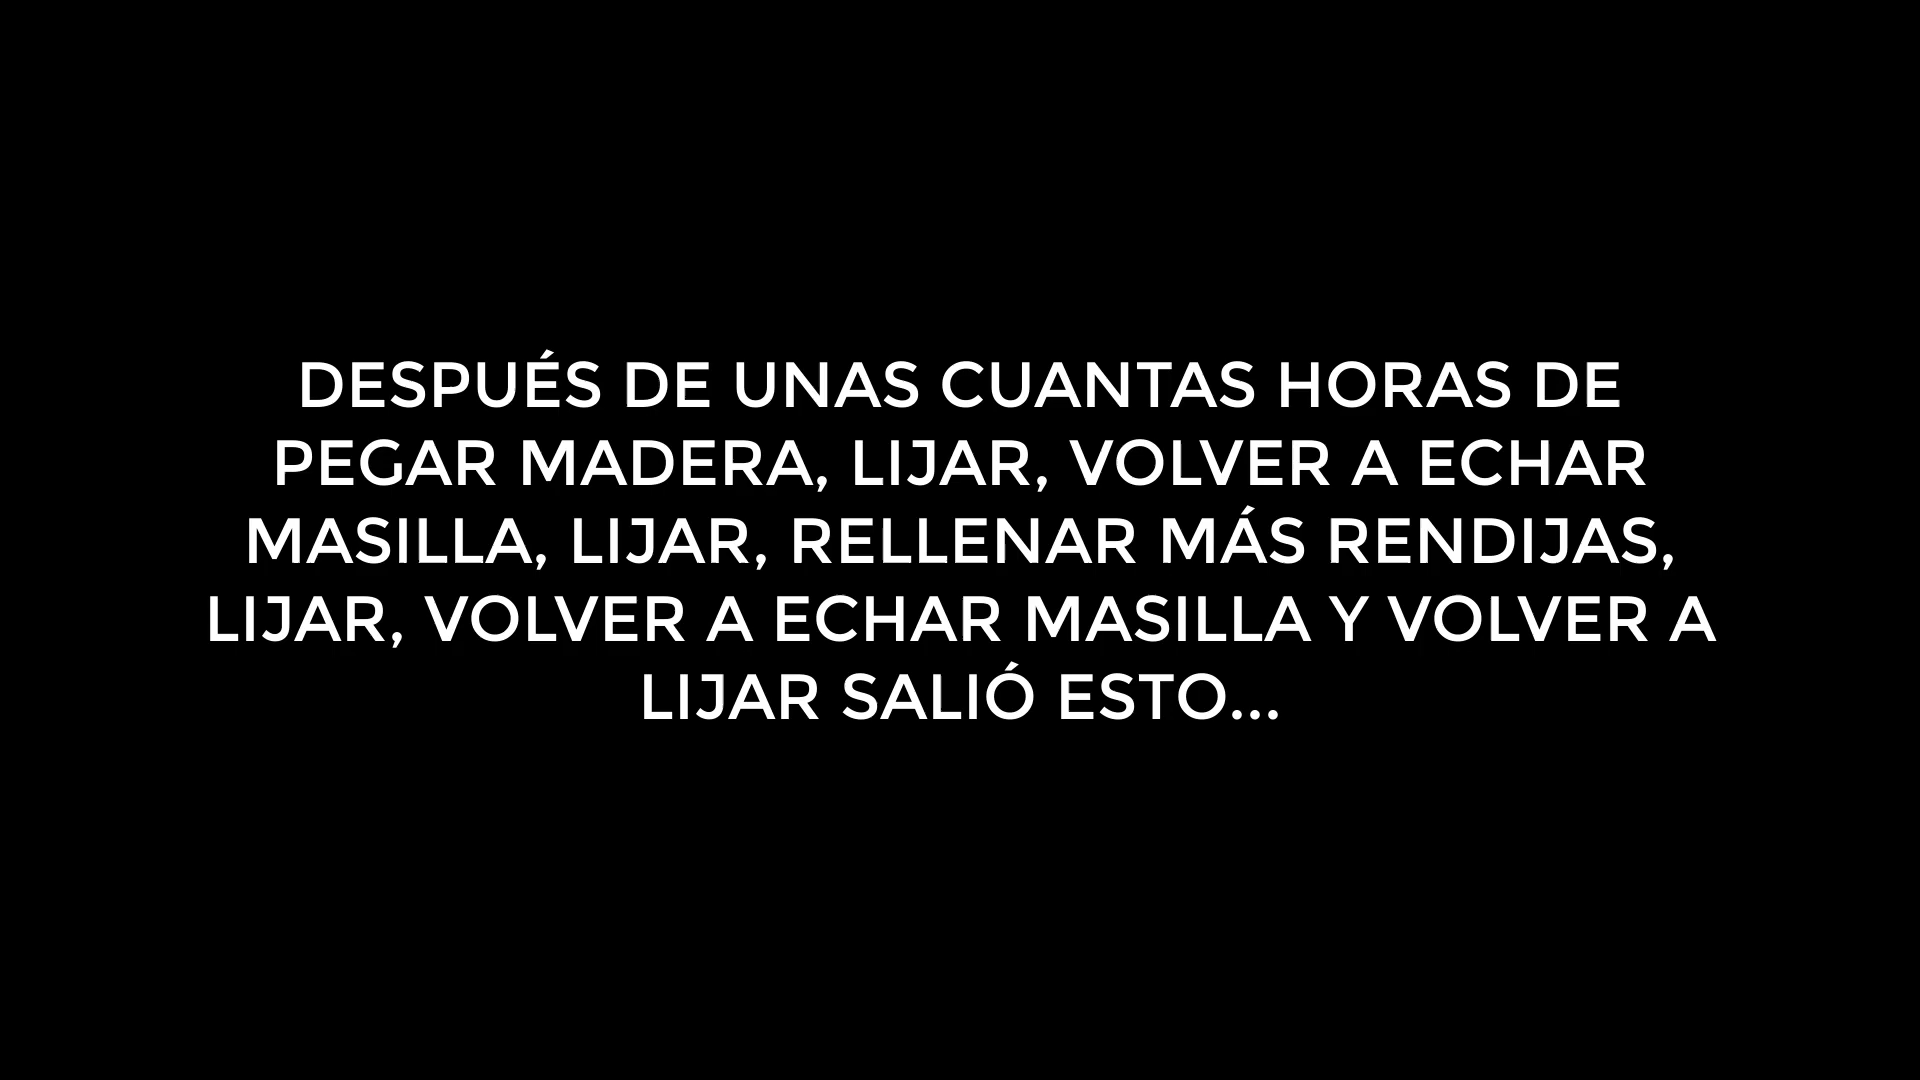 DESPUÉS DE UNAS CUANTAS HORAS DE
PEGAR MADERA, LIJAR, VOLVER A ECHAR
MASILLA, LIJAR, RELLENAR MÁS RENDIJAS,
LIJAR, VOLVER A ECHAR MASILLA Y VOLVER A
LIJAR SALIÓ ESTO...